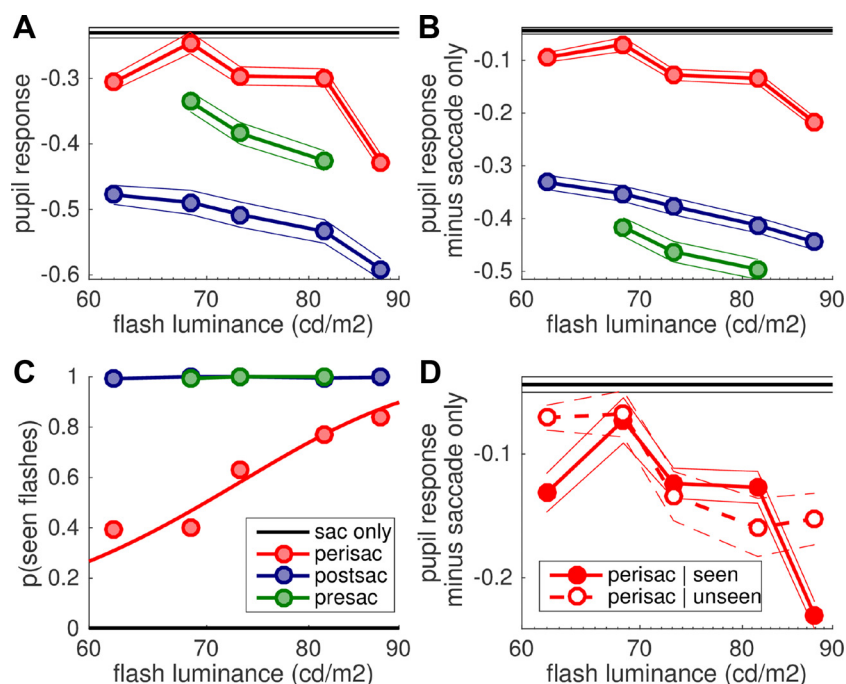 A
pupil response
-0.3
-0.4
-0.5
-0.6
60
70
80
90
flash luminance (cd/m2)
B
pupil response
minus saccade only
-0.1
-0.2
-0.3
-0.4
-0.5
60
70
80
90
flash luminance (cd/m2)
C
p(seen flashes)
1
0.8
0.6
0.4
0.2
0
60
70
80
90
flash luminance (cd/m2)
sac only
perisac
postsac
presac
D
pupil response
minus saccade only
-0.1
-0.2
60
70
80
90
flash luminance (cd/m2)
perisac | seen
perisac | unseen